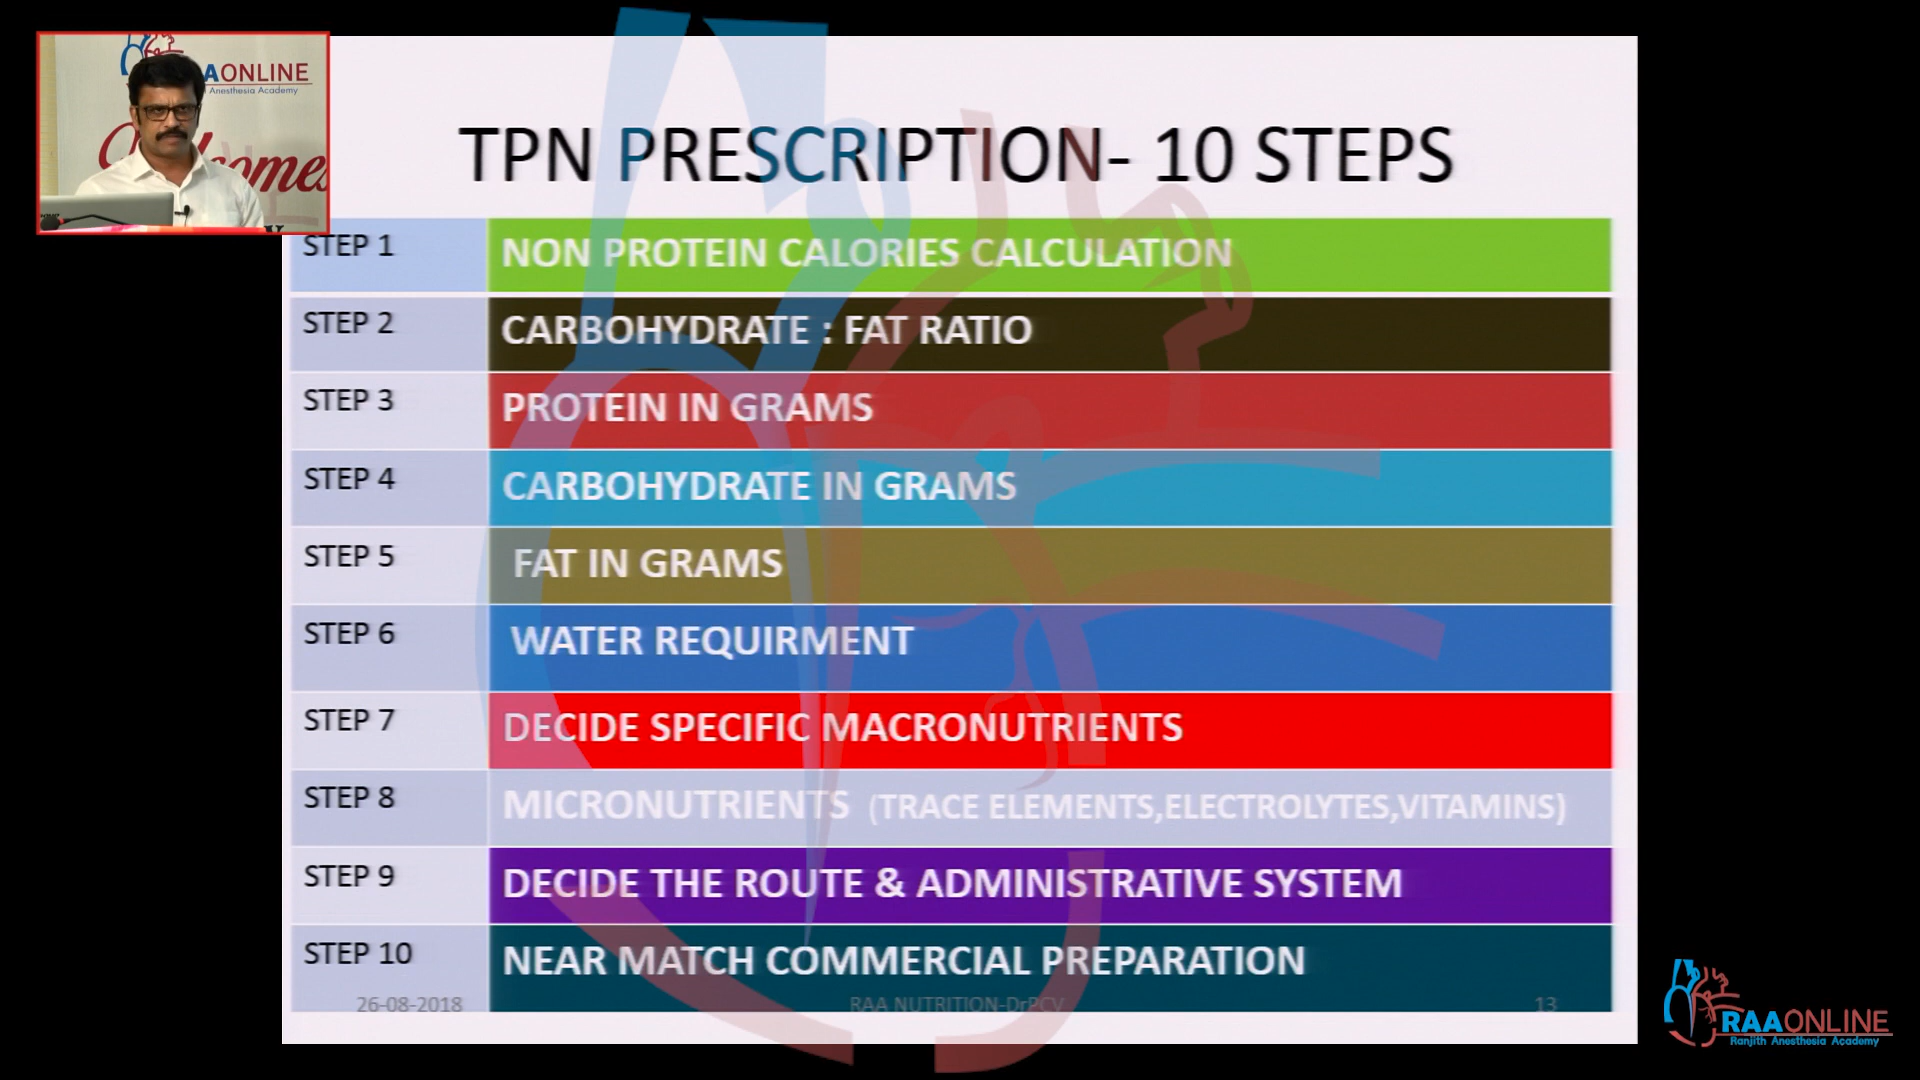 AONLINE
Anesthesia Academy
TPN PRESCRIPTION- 10 STEPS
STEP 1 NON PROTEIN CALORIES CALCULATION
STEP 2 CARBOHYDRATE : FAT RATIO
STEP 3 PROTEIN IN GRAMS
STEP 4 CARBOHYDRATE IN GRAMS
STEP 5 FAT IN GRAMS
STEP 6 WATER REQUIRMENT
STEP 7 DECIDE SPECIFIC MACRONUTRIENTS
STEP 8 MICRONUTRIENTS (TRACE ELEMENTS,ELECTROLYTES,VITAMINS)
STEP 9 DECIDE THE ROUTE & ADMINISTRATIVE SYSTEM
STEP 10 NEAR MATCH COMMERCIAL PREPARATION
26-08-2018 RAA NUTRITION-DrPCV 13
RAAONLINE
Ranjith Anesthesia Academy